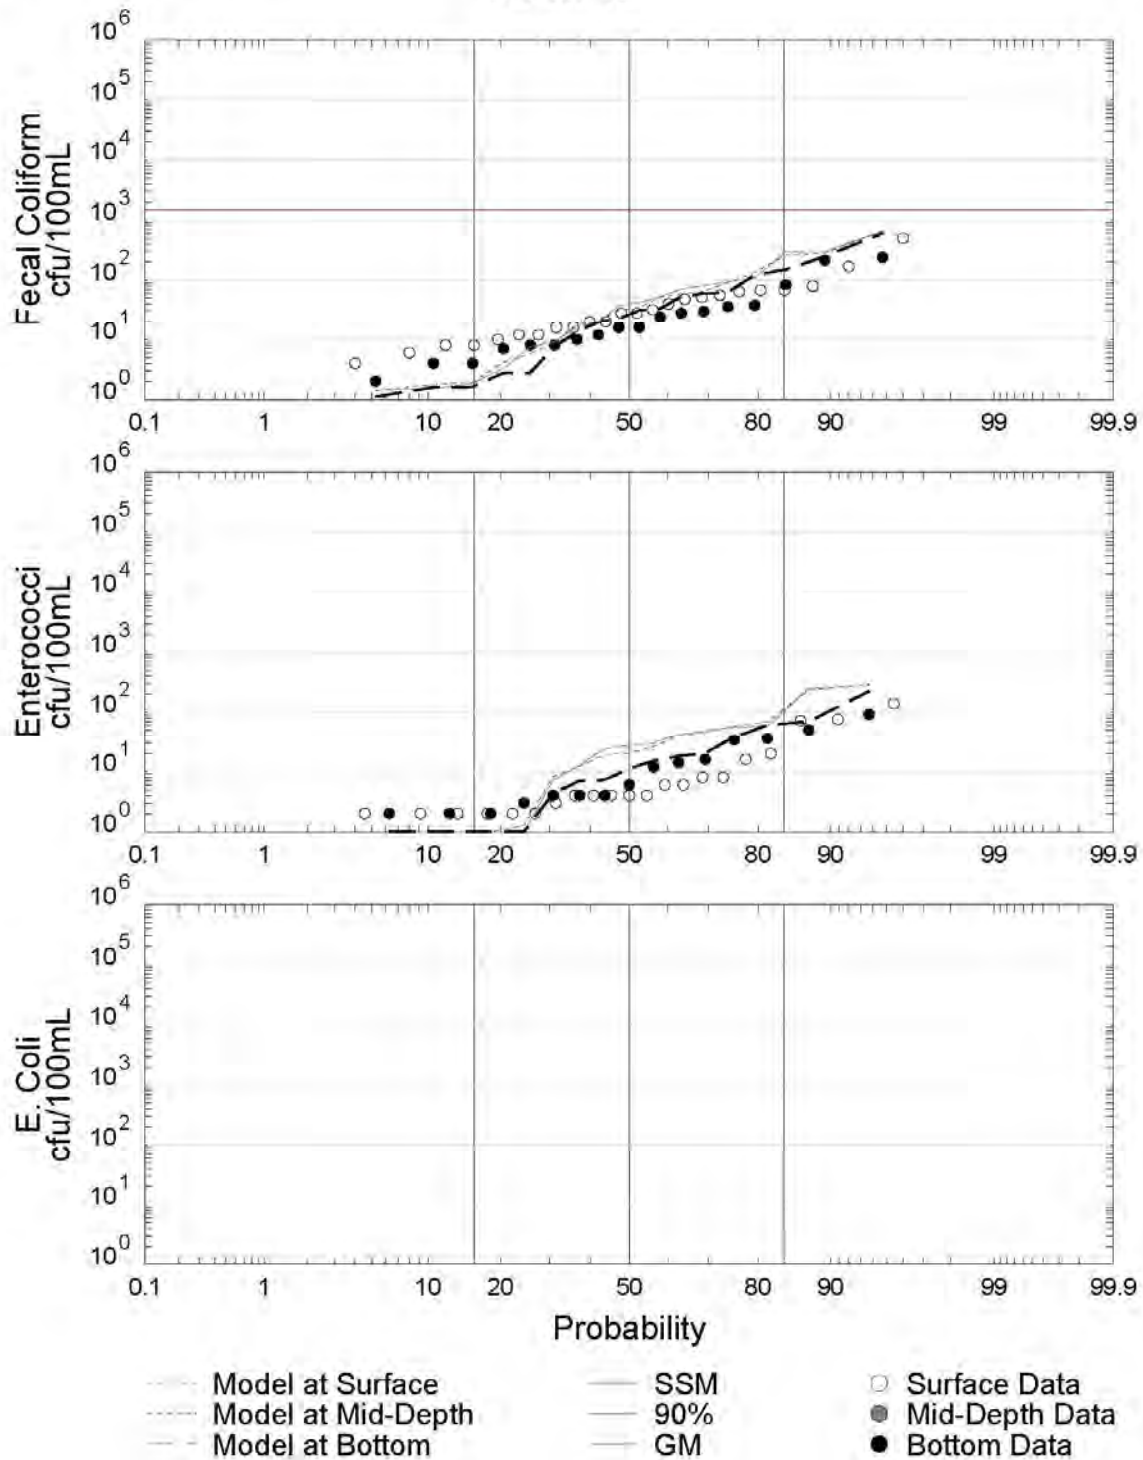 10^6
10^5
10^4
10^3
10^2
10^1
10^0
Fecal Coliform
cfu/100mL
0.1 1 10 20 50 80 90 99 99.9
10^6
10^5
10^4
10^3
10^2
10^1
10^0
Enterococci
cfu/100mL
0.1 1 10 20 50 80 90 99 99.9
10^6
10^5
10^4
10^3
10^2
10^1
10^0
E. Coli
cfu/100mL
0.1 1 10 20 50 80 90 99 99.9
Probability
Model at Surface SSM Surface Data
Model at Mid-Depth 90% Mid-Depth Data
Model at Bottom GM Bottom Data